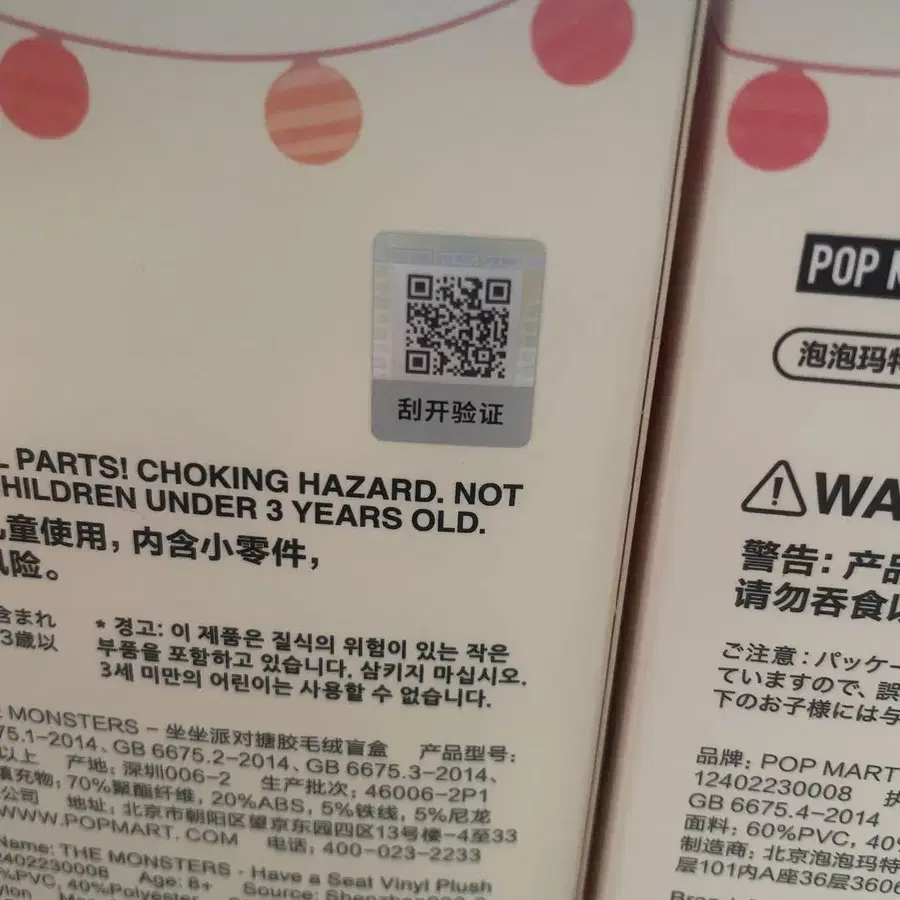 刮开验证
L PARTS! CHOKING HAZARD. NOT
HILDREN UNDER 3 YEARS OLD.
童使用，内含小零件，
风险。
含まれ
3歳以
* 경고: 이 제품은 질식의 위험이 있는 작은
부품을 포함하고 있습니다. 삼키지 마십시오.
3세 미만의 어린이는 사용할 수 없습니다.
MONSTERS - 坐坐派对搪胶毛绒盲盒 产品型号:
75.1-2014、GB 6675.2-2014、GB 6675.3-2014、
以上 产地: 深圳006-2 生产批次: 46006-2P1
填充物: 70%聚酯纤维, 20%ABS, 5%铁线, 5%尼龙
公司 地址: 北京市朝阳区望京东园四区13号楼-4至33
WWW.POPMART.COM 电话: 400-023-2233
Name: THE MONSTERS - Have a Seat Vinyl Plush
2402230008 Age: 8+ Source:
%PVC, 40%Polyester
POP M
泡泡玛特
WA
警告: 产品
请勿吞食
ご注意 : パッケー
ていますので、誤
下のお子様には与
品牌: POP MART
12402230008 执
GB 6675.4-2014
面料: 60%PVC, 40%
制造商: 北京泡泡玛特
层101内A座36层3606